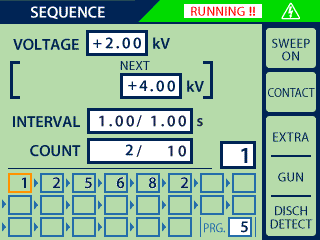 SEQUENCE
RUNNING !!
VOLTAGE +2.00 kV
NEXT
+4.00 kV
INTERVAL 1.00/ 1.00 s
COUNT 2/ 10
1
1 2 5 6 8 2
PRG. 5
SWEEP
ON
CONTACT
EXTRA
GUN
DISCH
DETECT